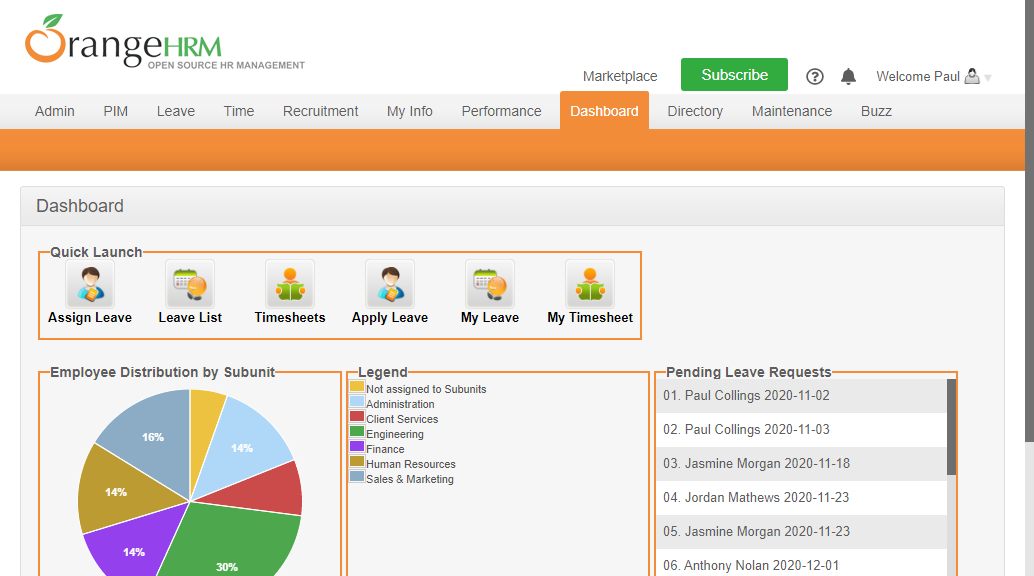 OrangeHRM
OPEN SOURCE HR MANAGEMENT
Marketplace Subscribe ? Welcome Paul
Admin PIM Leave Time Recruitment My Info Performance Dashboard Directory Maintenance Buzz
Dashboard
Quick Launch
Assign Leave Leave List Timesheets Apply Leave My Leave My Timesheet
Employee Distribution by Subunit
16%
14%
14%
14%
30%
Legend
Not assigned to Subunits
Administration
Client Services
Engineering
Finance
Human Resources
Sales & Marketing
Pending Leave Requests
01. Paul Collings 2020-11-02
02. Paul Collings 2020-11-03
03. Jasmine Morgan 2020-11-18
04. Jordan Mathews 2020-11-23
05. Jasmine Morgan 2020-11-23
06. Anthony Nolan 2020-12-01